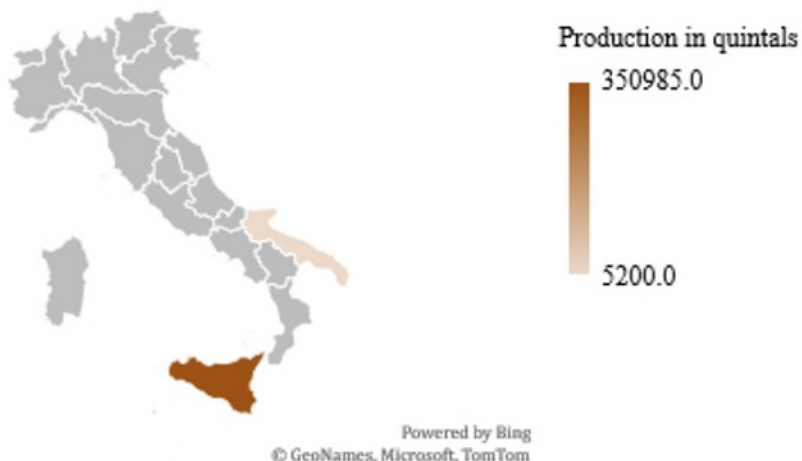 Production in quintals
350985.0
5200.0
Powered by Bing
© GeoNames, Microsoft, TomTom